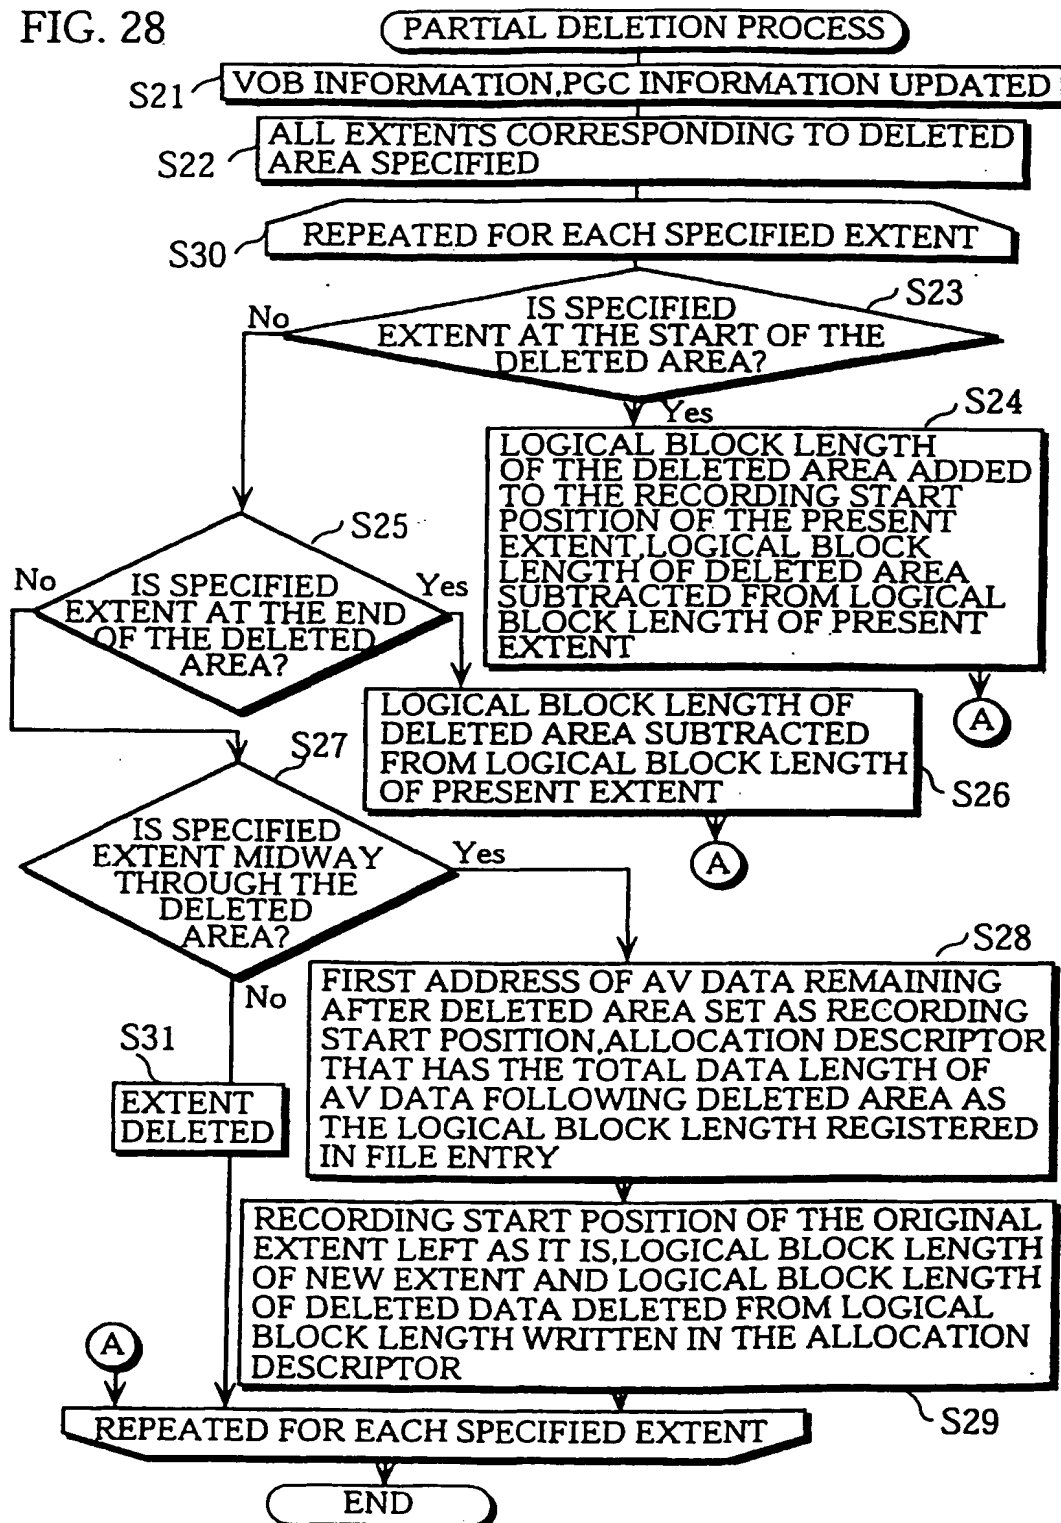 FIG. 28
PARTIAL DELETION PROCESS
S21
VOB INFORMATION,PGC INFORMATION UPDATED
S22
ALL EXTENTS CORRESPONDING TO DELETED
AREA SPECIFIED
S30
REPEATED FOR EACH SPECIFIED EXTENT
S23
IS SPECIFIED
EXTENT AT THE START OF THE
DELETED AREA?
No
Yes
S24
LOGICAL BLOCK LENGTH
OF THE DELETED AREA ADDED
TO THE RECORDING START
POSITION OF THE PRESENT
EXTENT,LOGICAL BLOCK
LENGTH OF DELETED AREA
SUBTRACTED FROM LOGICAL
BLOCK LENGTH OF PRESENT
EXTENT
A
S25
No
Yes
IS SPECIFIED
EXTENT AT THE END
OF THE DELETED
AREA?
LOGICAL BLOCK LENGTH OF
DELETED AREA SUBTRACTED
FROM LOGICAL BLOCK LENGTH
OF PRESENT EXTENT
S26
A
S27
IS SPECIFIED
EXTENT MIDWAY
THROUGH THE
DELETED
AREA?
Yes
No
S28
FIRST ADDRESS OF AV DATA REMAINING
AFTER DELETED AREA SET AS RECORDING
START POSITION,ALLOCATION DESCRIPTOR
THAT HAS THE TOTAL DATA LENGTH OF
AV DATA FOLLOWING DELETED AREA AS
THE LOGICAL BLOCK LENGTH REGISTERED
IN FILE ENTRY
S31
EXTENT
DELETED
RECORDING START POSITION OF THE ORIGINAL
EXTENT LEFT AS IT IS,LOGICAL BLOCK LENGTH
OF NEW EXTENT AND LOGICAL BLOCK LENGTH
OF DELETED DATA DELETED FROM LOGICAL
BLOCK LENGTH WRITTEN IN THE ALLOCATION
DESCRIPTOR
S29
A
REPEATED FOR EACH SPECIFIED EXTENT
END